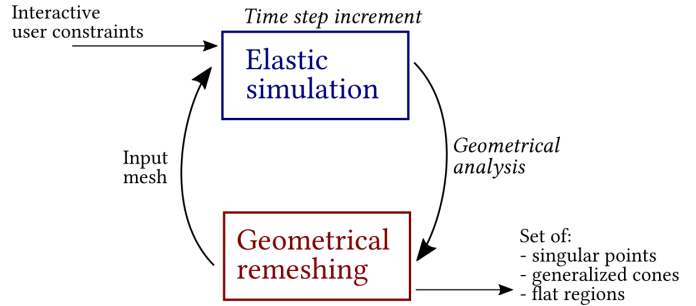 Interactive
user constraints
Time step increment
Elastic
simulation
Geometrical
analysis
Input
mesh
Geometrical
remeshing
Set of:
- singular points
- generalized cones
- flat regions